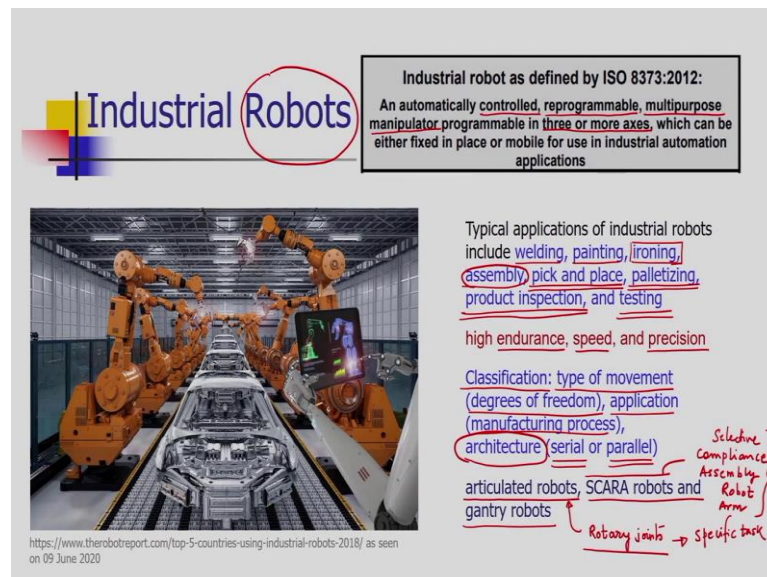 Industrial Robots
Industrial robot as defined by ISO 8373:2012:
An automatically controlled, reprogrammable, multipurpose
manipulator programmable in three or more axes, which can be
either fixed in place or mobile for use in industrial automation
applications
Typical applications of industrial robots
include welding, painting, ironing,
assembly, pick and place, palletizing,
product inspection, and testing
high endurance, speed, and precision
Classification: type of movement
(degrees of freedom), application
(manufacturing process),
architecture (serial or parallel)
articulated robots, SCARA robots and
gantry robots
Selective
Compliance
Assembly
Robot
Arm
Rotary joints → Specific task
https://www.therobotreport.com/top-5-countries-using-industrial-robots-2018/ as seen
on 09 June 2020